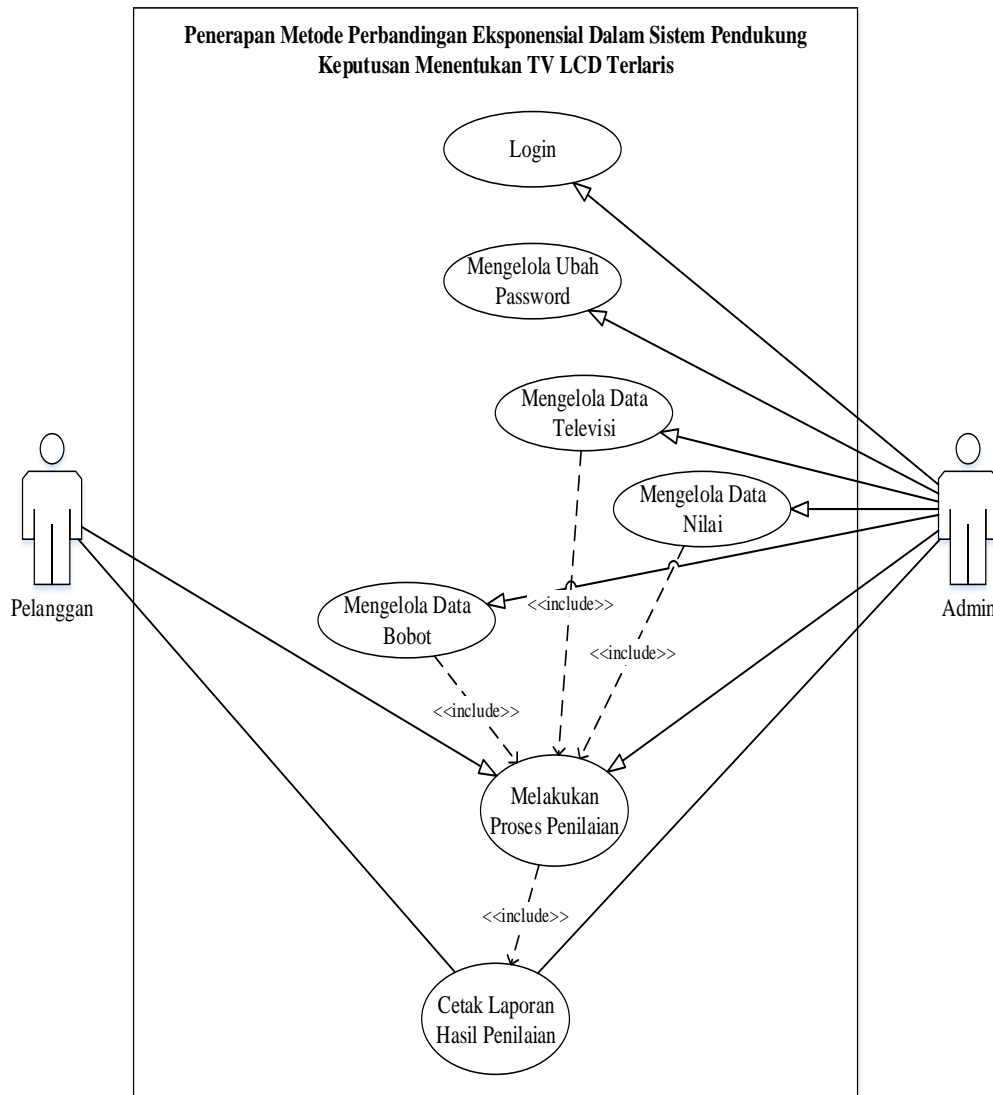 Penerapan Metode Perbandingan Eksponensial Dalam Sistem Pendukung
Keputusan Menentukan TV LCD Terlaris
Login
Mengelola Ubah
Password
Mengelola Data
Televisi
Mengelola Data
Nilai
Pelanggan
Admin
Mengelola Data
Bobot
<<include>>
<<include>>
<<include>>
Melakukan
Proses Penilaian
<<include>>
Cetak Laporan
Hasil Penilaian